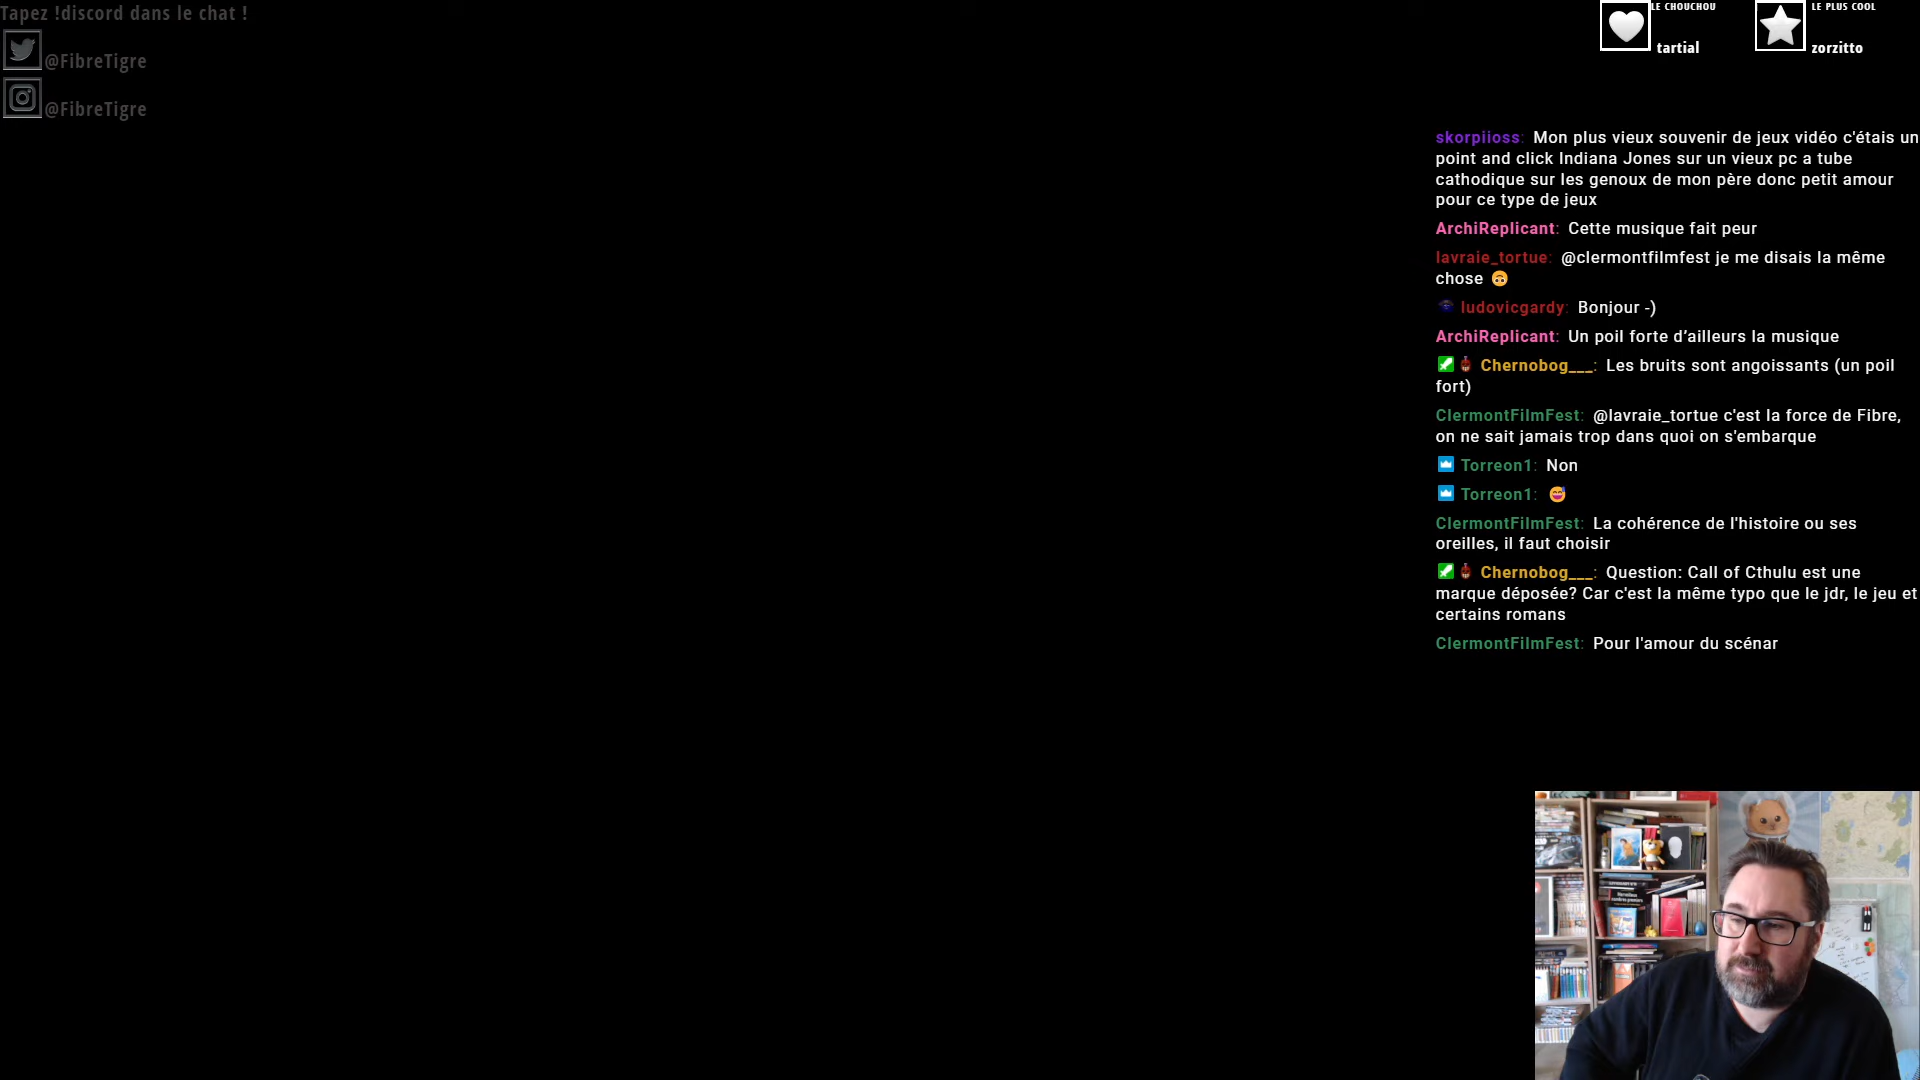 Tapez !discord dans le chat !
@FibreTigre
@FibreTigre
LE CHOUCHOU
tartial
LE PLUS COOL
zorzitto
skorpiioss: Mon plus vieux souvenir de jeux vidéo c'étais un
point and click Indiana Jones sur un vieux pc a tube
cathodique sur les genoux de mon père donc petit amour
pour ce type de jeux
ArchiReplicant: Cette musique fait peur
lavraie_tortue: @clermontfilmfest je me disais la même
chose 🙃
ludovicgardy: Bonjour -)
ArchiReplicant: Un poil forte d’ailleurs la musique
Chernobog___: Les bruits sont angoissants (un poil
fort)
ClermontFilmFest: @lavraie_tortue c'est la force de Fibre,
on ne sait jamais trop dans quoi on s'embarque
Torreon1: Non
Torreon1: 😅
ClermontFilmFest: La cohérence de l'histoire ou ses
oreilles, il faut choisir
Chernobog___: Question: Call of Cthulu est une
marque déposée? Car c'est la même typo que le jdr, le jeu et
certains romans
ClermontFilmFest: Pour l'amour du scénar